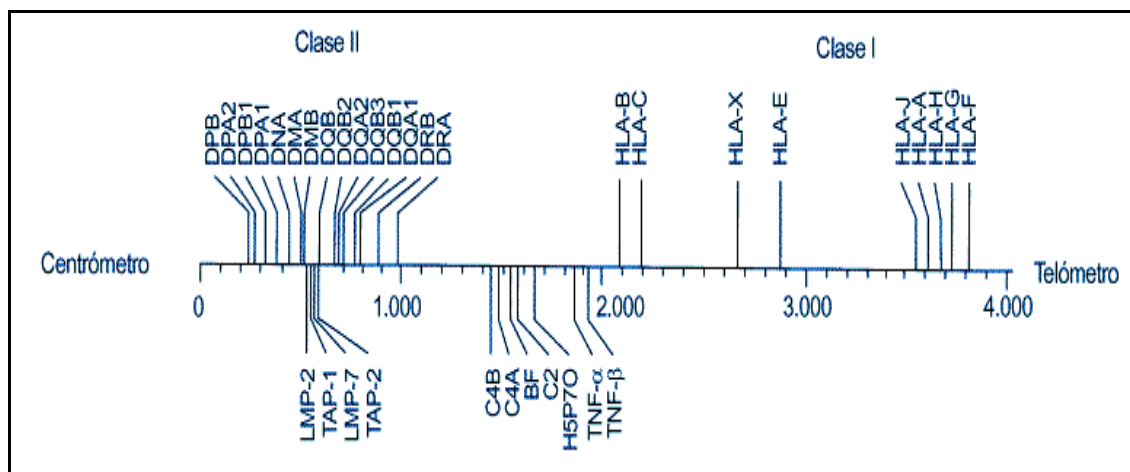 Clase II
Clase I
DPB
DPA2
DPB1
DPA1
DNA
DMA
DMB
DQB
DQB2
DQA2
DQB3
DQB1
DQA1
DRB
DRA
HLA-B
HLA-C
HLA-X
HLA-E
HLA-J
HLA-A
HLA-H
HLA-G
HLA-F
Centrómetro
Telómetro
0
1.000
2.000
3.000
4.000
LMP-2
TAP-1
LMP-7
TAP-2
C4B
C4A
BF
C2
H5P7O
TNF-α
TNF-β